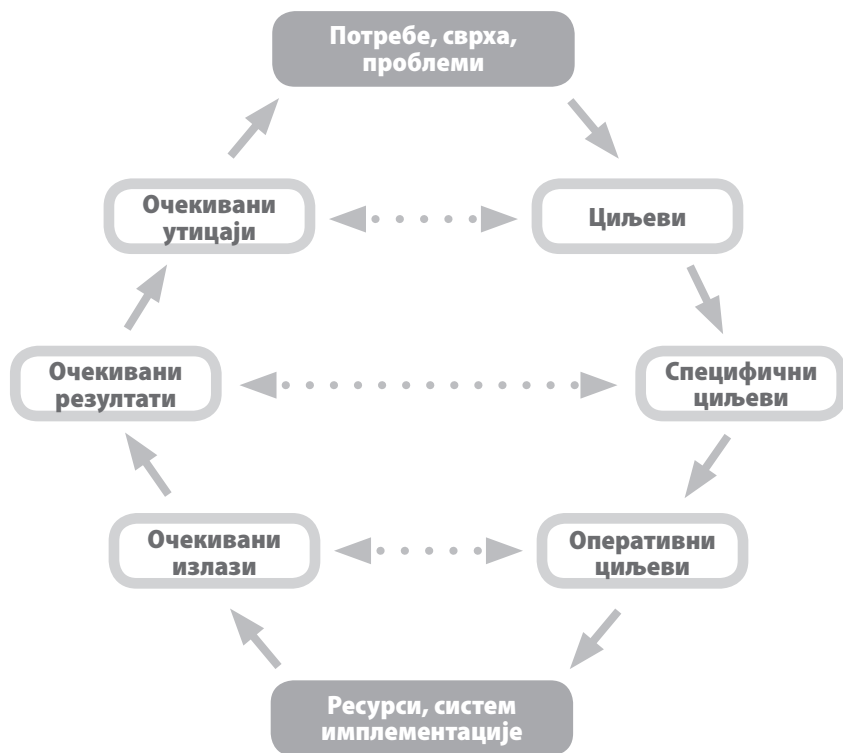 Потребе, сврха,
проблеми
Очекивани
утицаји
Циљеви
Очекивани
резултати
Специфични
циљеви
Очекивани
излази
Оперативни
циљеви
Ресурси, систем
имплементације